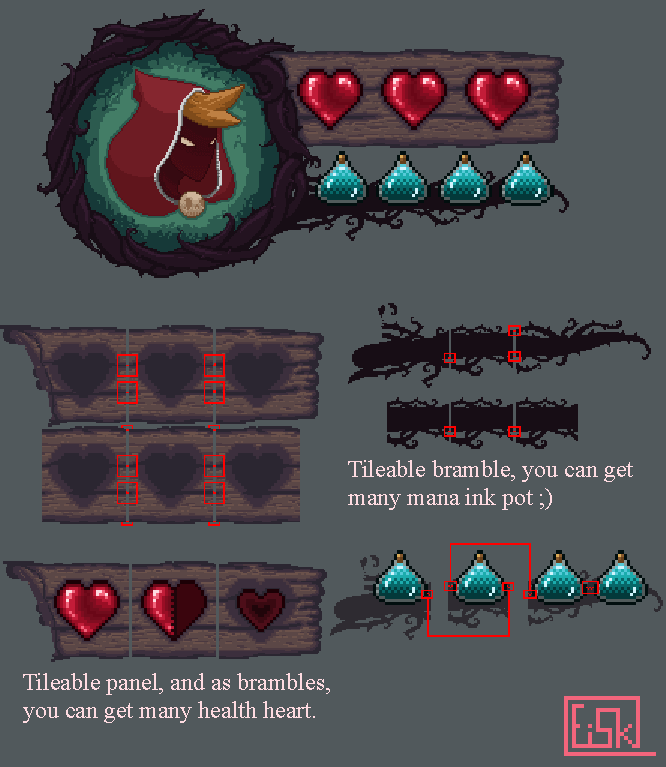 Tileable bramble, you can get
many mana ink pot ;)
Tileable panel, and as brambles,
you can get many health heart.
EiSk